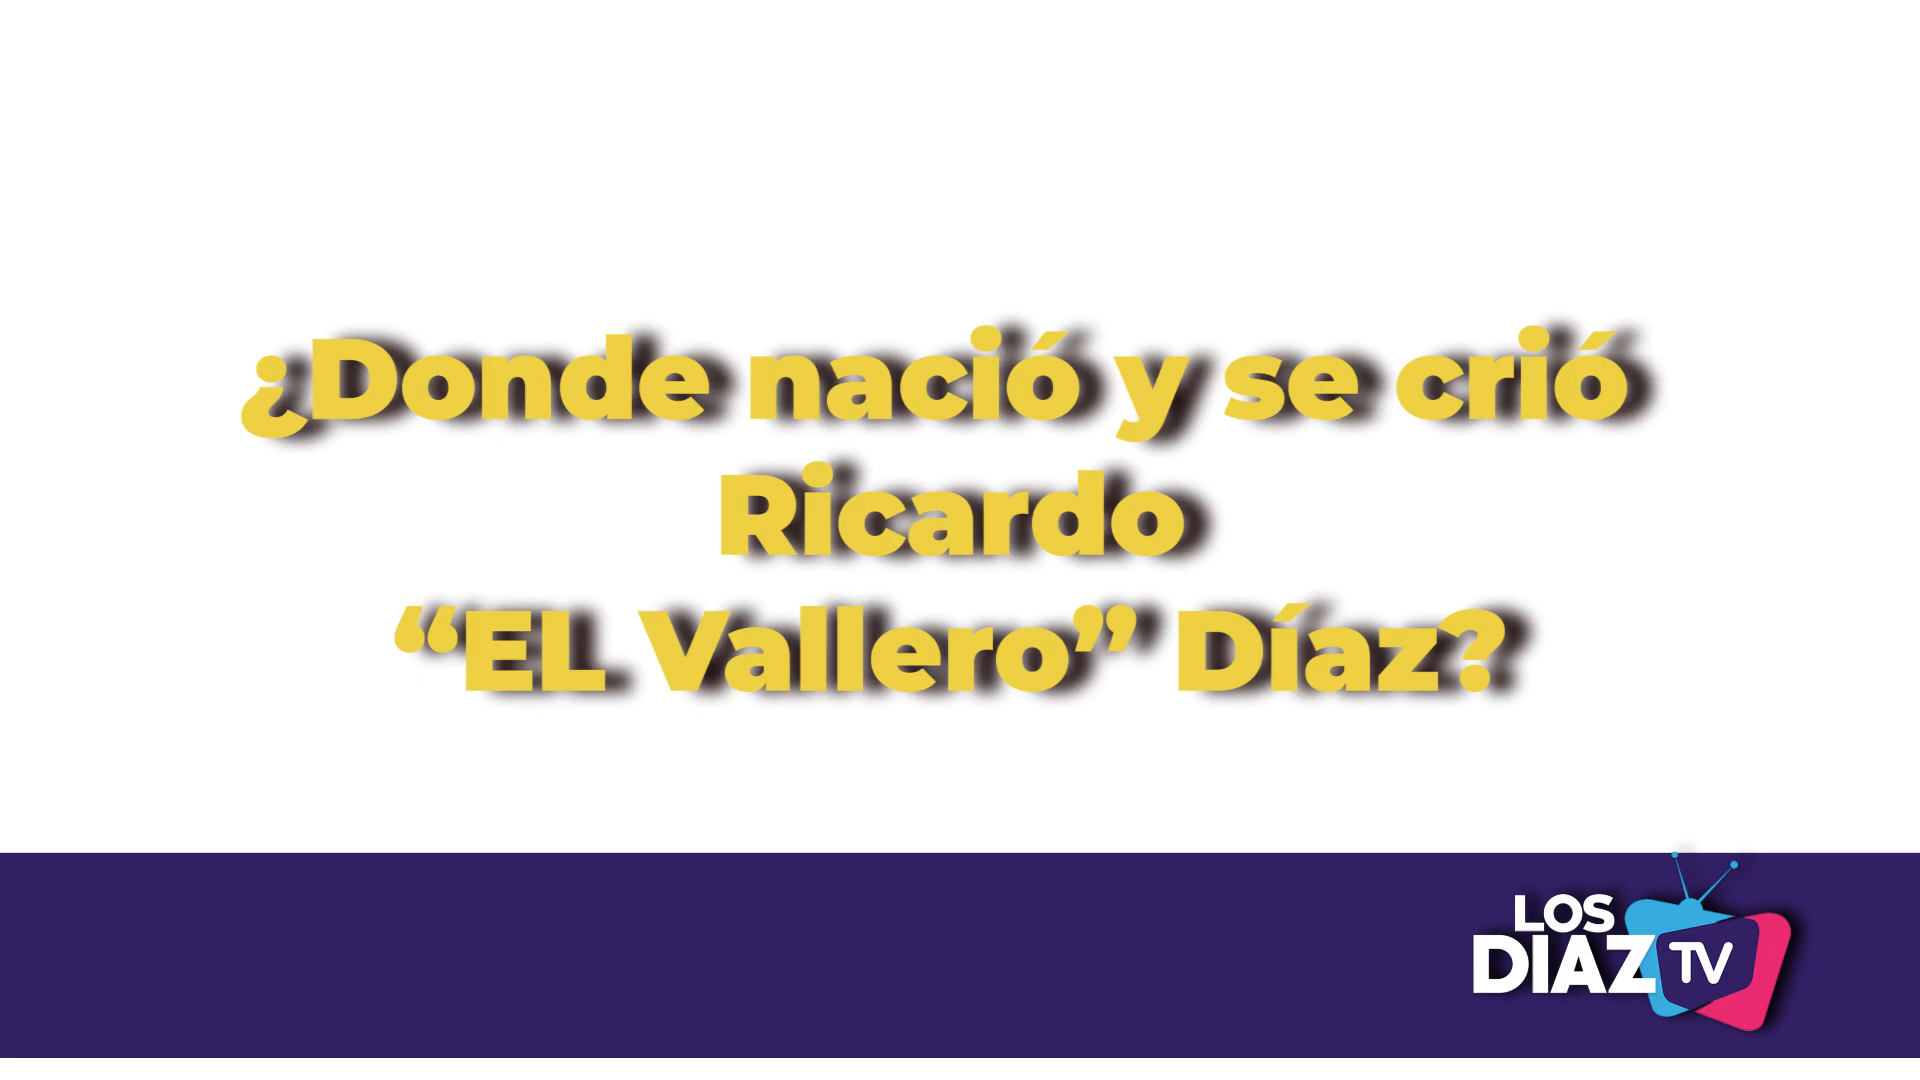 ¿Donde nació y se crió
Ricardo
“EL Vallero” Díaz?
LOS
DIAZ TV